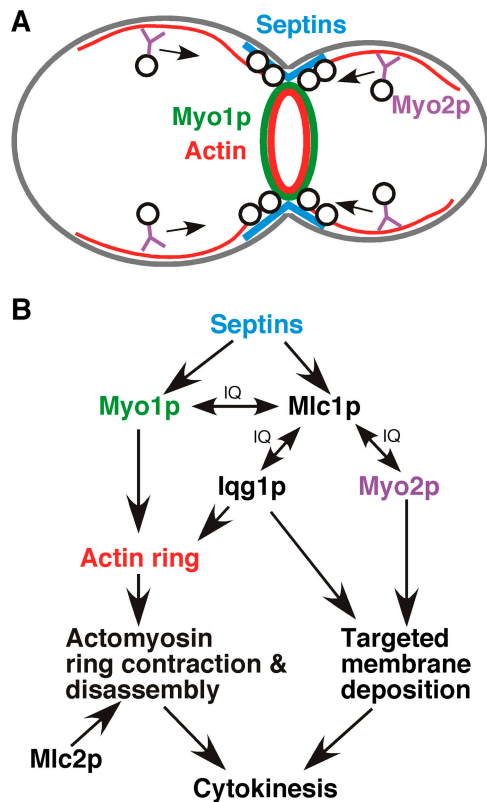 A
Septins
Myo1p
Actin
Myo2p
B
Septins
Myo1p
IQ
Mlc1p
IQ
IQ
Iqg1p
Myo2p
Actin ring
Actomyosin
ring contraction &
disassembly
Targeted
membrane
deposition
Mlc2p
Cytokinesis